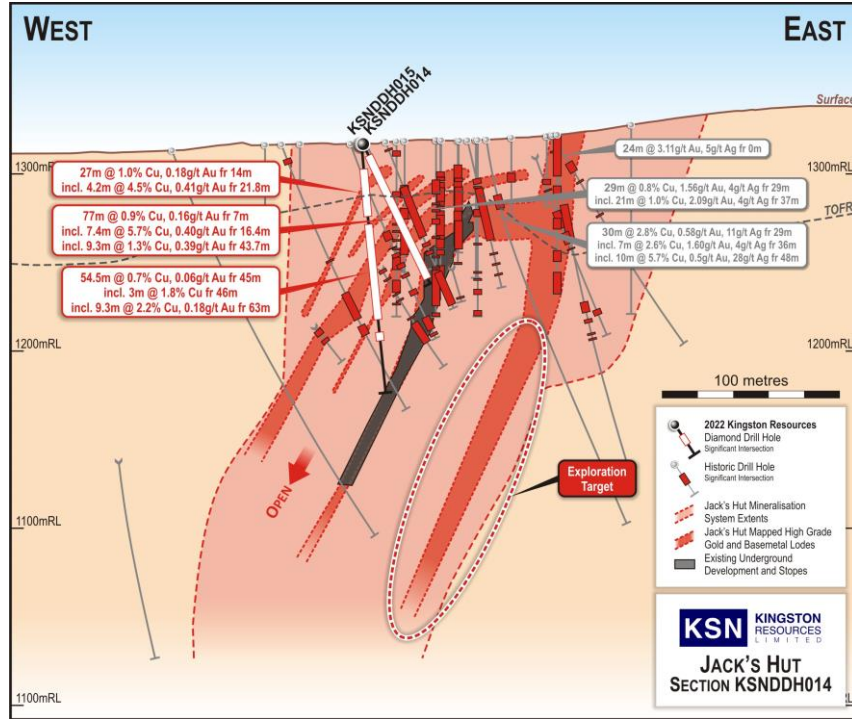 WEST
EAST
KSNDDH015
KSNDDH014
Surface
1300mRL
1300mRL
TOFR
27m @ 1.0% Cu, 0.18g/t Au fr 14m
incl. 4.2m @ 4.5% Cu, 0.41g/t Au fr 21.8m
77m @ 0.9% Cu, 0.16g/t Au fr 7m
incl. 7.4m @ 5.7% Cu, 0.40g/t Au fr 16.4m
incl. 9.3m @ 1.3% Cu, 0.39g/t Au fr 43.7m
54.5m @ 0.7% Cu, 0.06g/t Au fr 45m
incl. 3m @ 1.8% Cu fr 46m
incl. 9.3m @ 2.2% Cu, 0.18g/t Au fr 63m
24m @ 3.11g/t Au, 5g/t Ag fr 0m
29m @ 0.8% Cu, 1.56g/t Au, 4g/t Ag fr 29m
incl. 21m @ 1.0% Cu, 2.09g/t Au, 4g/t Ag fr 37m
30m @ 2.8% Cu, 0.58g/t Au, 11g/t Ag fr 29m
incl. 7m @ 2.6% Cu, 1.60g/t Au, 4g/t Ag fr 36m
incl. 10m @ 5.7% Cu, 0.5g/t Au, 28g/t Ag fr 48m
1200mRL
1200mRL
100 metres
OPEN
Exploration
Target
1100mRL
1100mRL
2022 Kingston Resources
Diamond Drill Hole
Significant Intersection
Historic Drill Hole
Significant Intersection
Jack's Hut Mineralisation
System Extents
Jack's Hut Mapped High Grade
Gold and Basemetal Lodes
Existing Underground
Development and Stopes
KSN KINGSTON
RESOURCES
LIMITED
JACK'S HUT
SECTION KSNDDH014